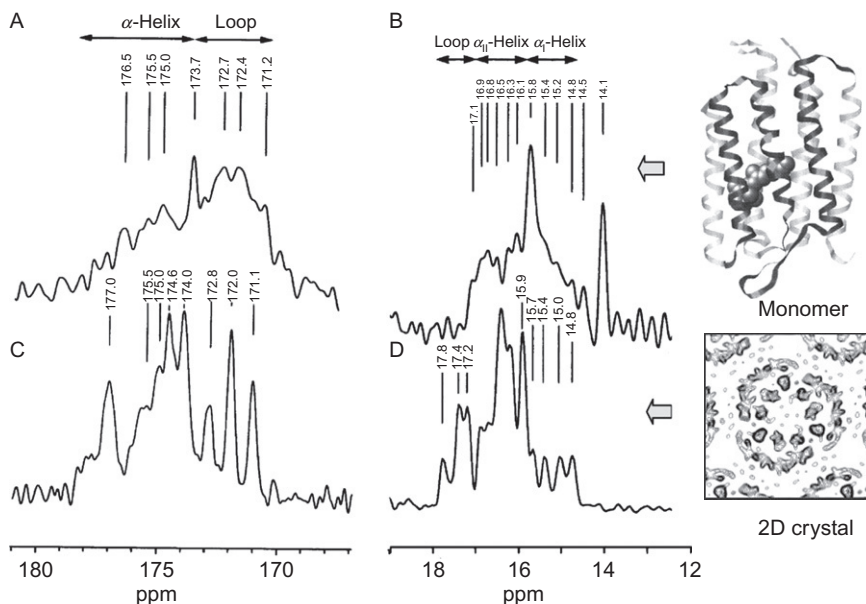 A
α-Helix Loop
176.5
175.5
175.0
173.7
172.7
172.4
171.2
B
Loop αII-Helix αI-Helix
17.1
16.9
16.8
16.5
16.3
16.1
15.8
15.4
15.2
14.8
14.5
14.1
Monomer
C
177.0
175.5
175.0
174.6
174.0
172.8
172.0
171.1
D
17.8
17.4
17.2
15.9
15.7
15.4
15.0
14.8
2D crystal
180 175 170
ppm
18 16 14 12
ppm